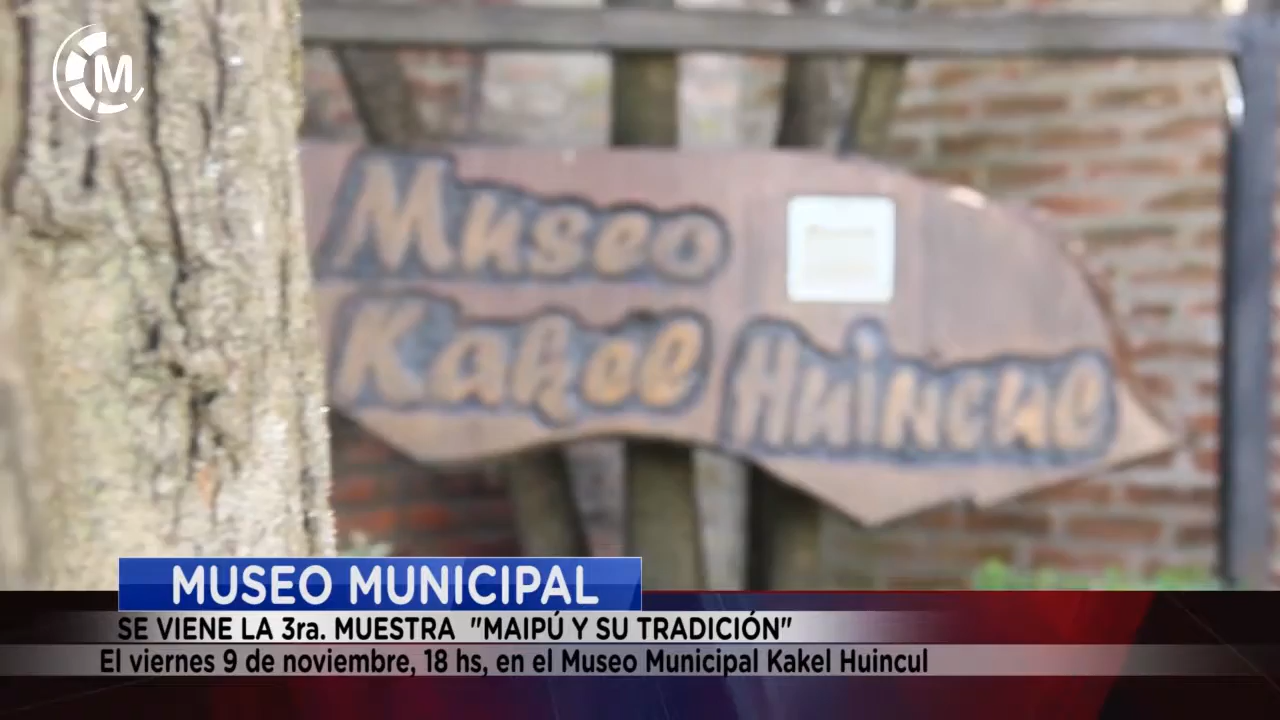 M
Museo
Kakel Huincul
MUSEO MUNICIPAL
SE VIENE LA 3ra. MUESTRA "MAIPÚ Y SU TRADICIÓN"
El viernes 9 de noviembre, 18 hs, en el Museo Municipal Kakel Huincul